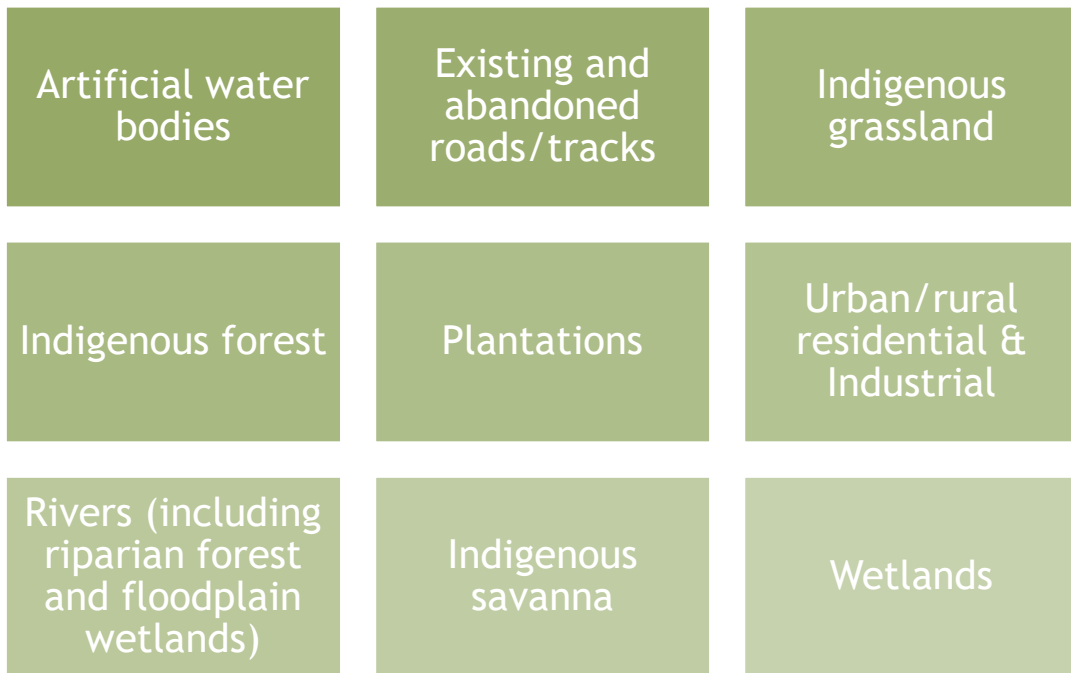 Artificial water
bodies
Existing and
abandoned
roads/tracks
Indigenous
grassland
Indigenous forest
Plantations
Urban/rural
residential &
Industrial
Rivers (including
riparian forest
and floodplain
wetlands)
Indigenous
savanna
Wetlands